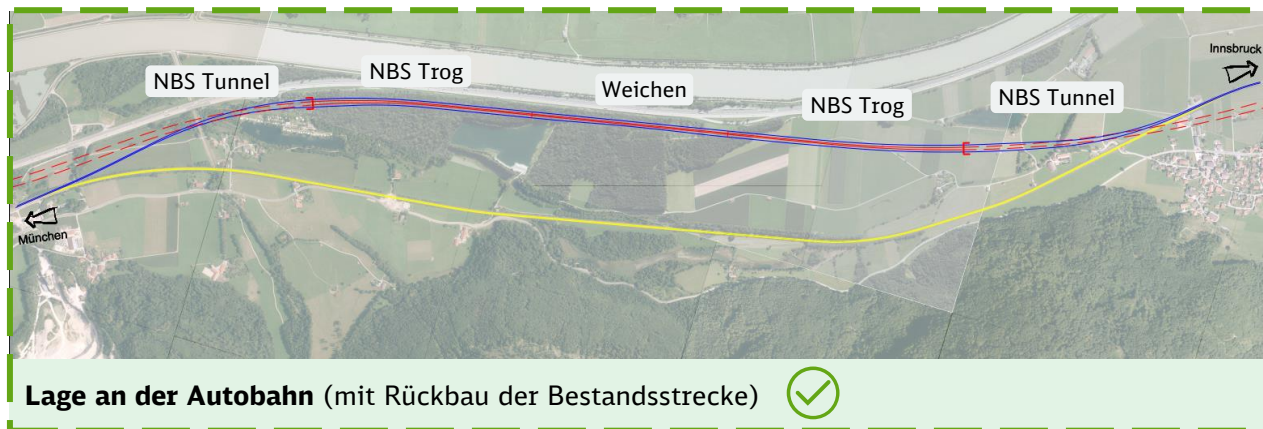 Innsbruck
NBS Tunnel
NBS Trog
Weichen
NBS Trog
NBS Tunnel
München
Lage an der Autobahn (mit Rückbau der Bestandsstrecke)